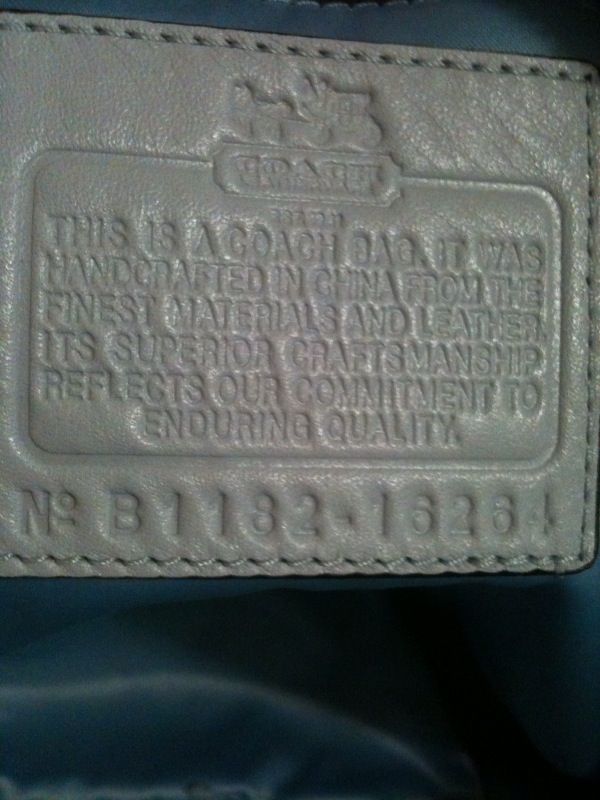 COACH
THIS IS A COACH BAG. IT WAS
HANDCRAFTED IN CHINA FROM THE
FINEST MATERIALS AND LEATHER.
ITS SUPERIOR CRAFTSMANSHIP
REFLECTS OUR COMMITMENT TO
ENDURING QUALITY.
Nº B1182-16264